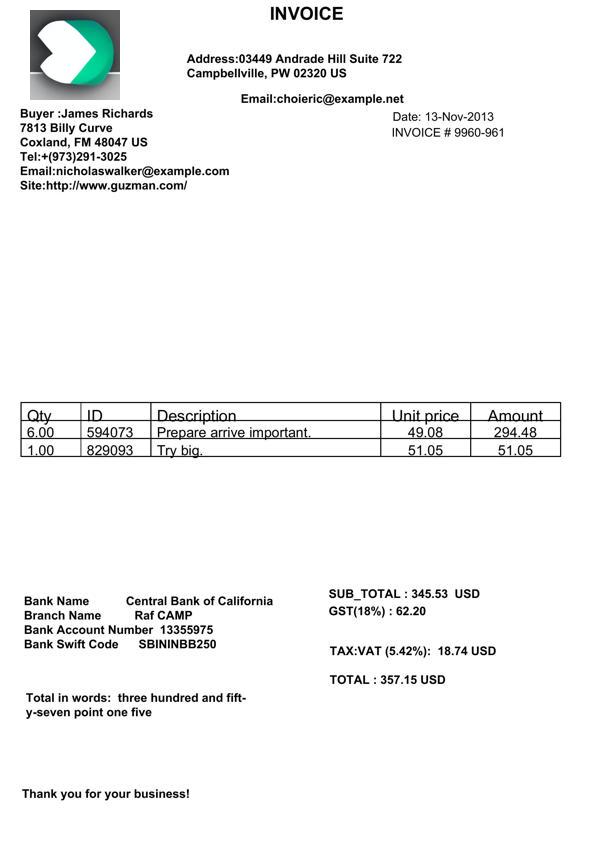 INVOICE
Address:03449 Andrade Hill Suite 722
Campbellville, PW 02320 US
Email:choieric@example.net
Buyer :James Richards
7813 Billy Curve
Coxland, FM 48047 US
Tel:+(973)291-3025
Email:nicholaswalker@example.com
Site:http://www.guzman.com/
Date: 13-Nov-2013
INVOICE # 9960-961
Qty ID Description Unit price Amount
6.00 594073 Prepare arrive important. 49.08 294.48
1.00 829093 Try big. 51.05 51.05
SUB_TOTAL : 345.53 USD
GST(18%) : 62.20
TAX:VAT (5.42%): 18.74 USD
TOTAL : 357.15 USD
Bank Name Central Bank of California
Branch Name Raf CAMP
Bank Account Number 13355975
Bank Swift Code SBININBB250
Total in words: three hundred and fift-
y-seven point one five
Thank you for your business!